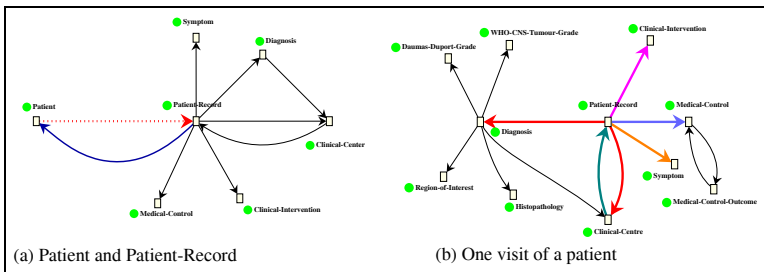 Symptom
Diagnosis
Patient
Patient-Record
Clinical-Center
Medical-Control
Clinical-Intervention
(a) Patient and Patient-Record
Clinical-Intervention
WHO-CNS-Tumour-Grade
Daumas-Duport-Grade
Patient-Record
Medical-Control
Diagnosis
Symptom
Region-of-Interest
Medical-Control-Outcome
Histopathology
Clinical-Centre
(b) One visit of a patient